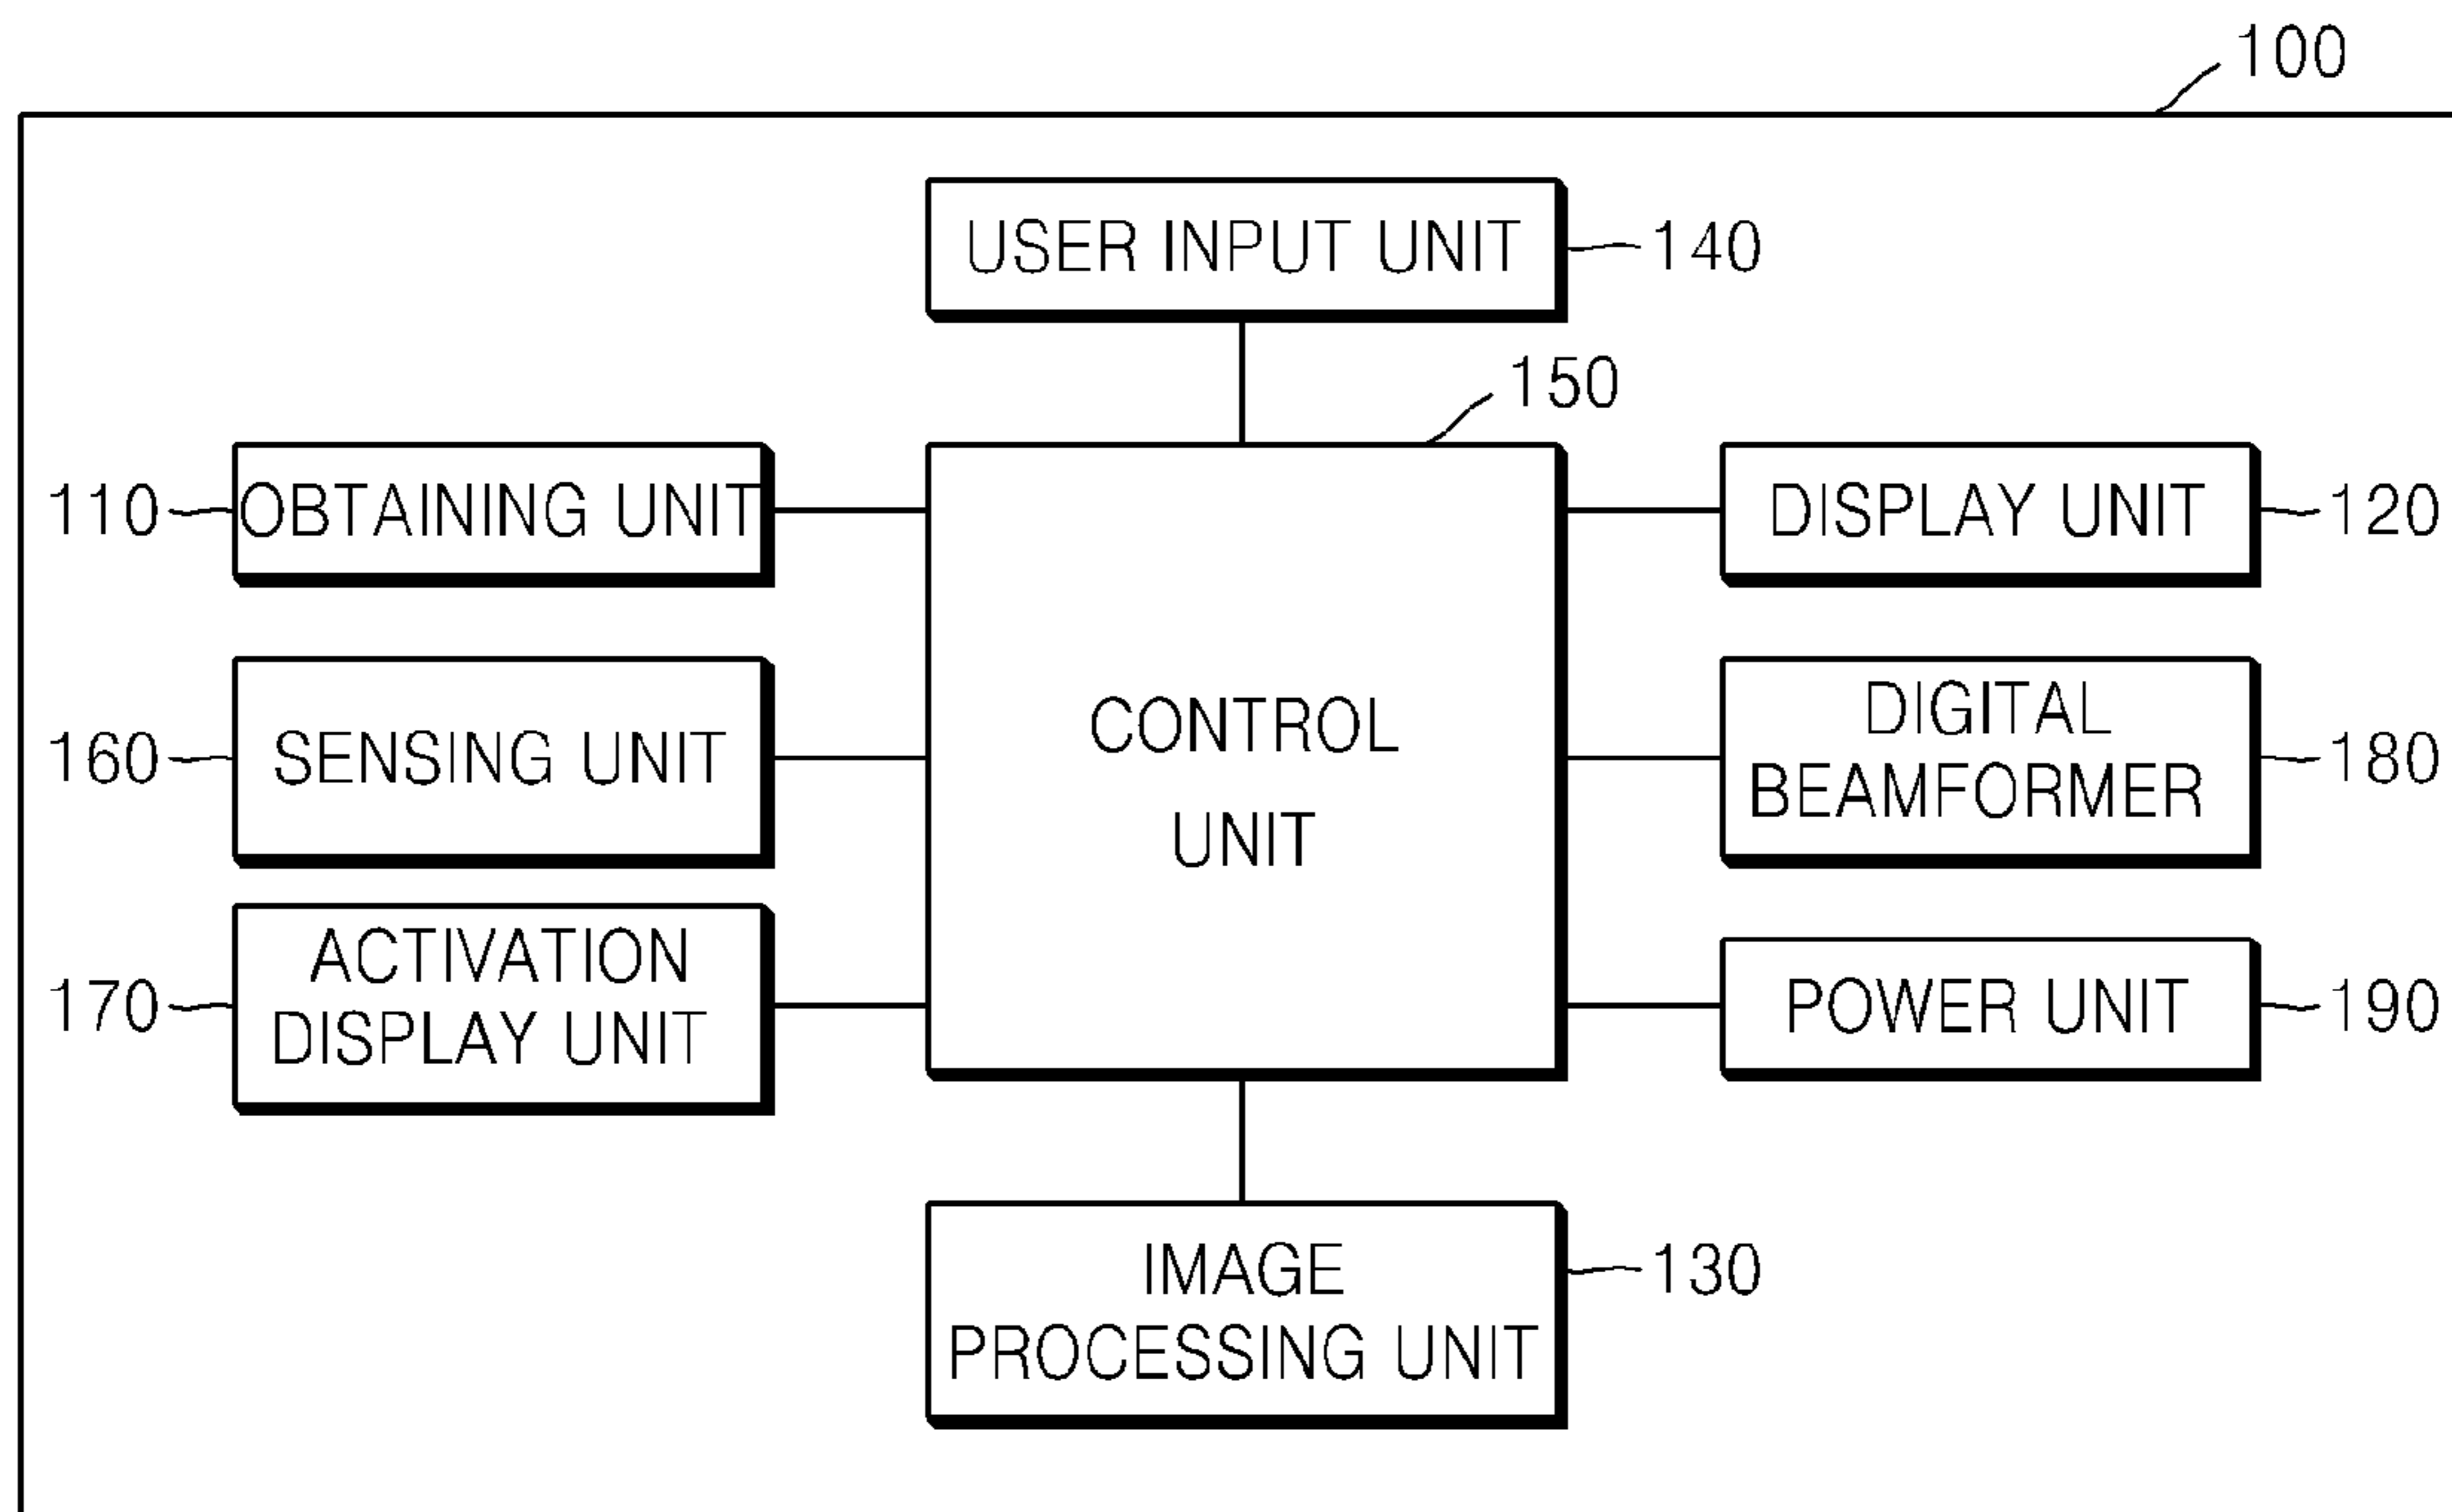 100
USER INPUT UNIT 140
150
110 OBTAINING UNIT
DISPLAY UNIT 120
160 SENSING UNIT
CONTROL
UNIT
DIGITAL
BEAMFORMER 180
170 ACTIVATION
DISPLAY UNIT
POWER UNIT 190
IMAGE 130
PROCESSING UNIT